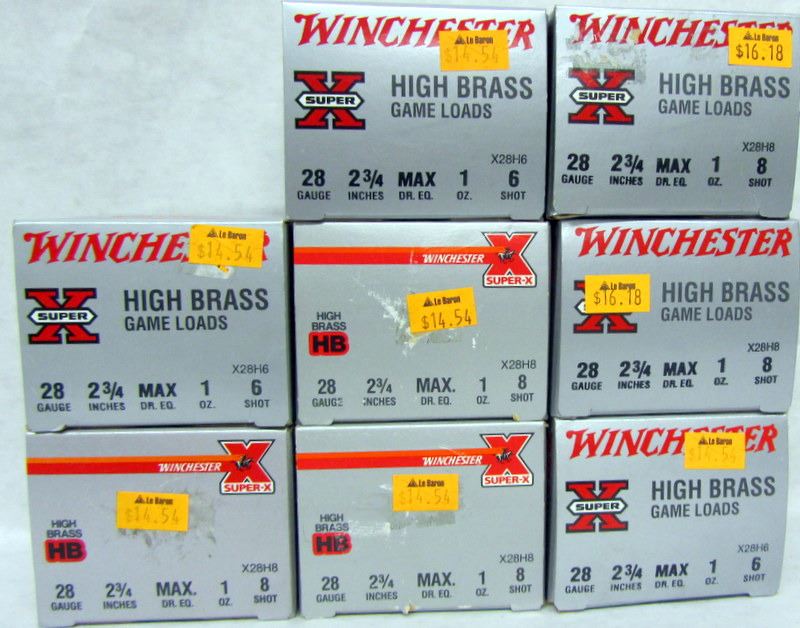 WINCHESTER
Le Baron
$14.54
X SUPER
HIGH BRASS
GAME LOADS
X28H6
28 2 3/4 MAX 1 6
GAUGE INCHES DR. EQ. OZ. SHOT
WINCHESTER
Le Baron
$16.18
X SUPER
HIGH BRASS
GAME LOADS
X28H8
28 2 3/4 MAX 1 8
GAUGE INCHES DR. EQ. OZ. SHOT
WINCHESTER
Le Baron
$14.54
X SUPER
HIGH BRASS
GAME LOADS
X28H6
28 2 3/4 MAX 1 6
GAUGE INCHES DR. EQ. OZ. SHOT
WINCHESTER X
SUPER-X
Le Baron
$14.54
HIGH
BRASS
HB
X28H8
28 2 3/4 MAX. 1 8
GAUGE INCHES DR. EQ. OZ. SHOT
WINCHESTER
Le Baron
$16.18
X
HIGH BRASS
GAME LOADS
X28H8
28 2 3/4 MAX 1 8
GAUGE INCHES DR. EQ. OZ. SHOT
WINCHESTER X
SUPER-X
Le Baron
$14.54
HIGH
BRASS
HB
X28H8
28 2 3/4 MAX. 1 8
GAUGE INCHES DR. EQ. OZ. SHOT
WINCHESTER X
SUPER-X
Le Baron
$14.54
HIGH
BRASS
HB
X28H8
28 2 3/4 MAX. 1 8
GAUGE INCHES DR. EQ. OZ. SHOT
WINCHESTER
Le Baron
$14.54
X SUPER
HIGH BRASS
GAME LOADS
X28H6
28 2 3/4 MAX 1 6
GAUGE INCHES DR. EQ. OZ. SHOT